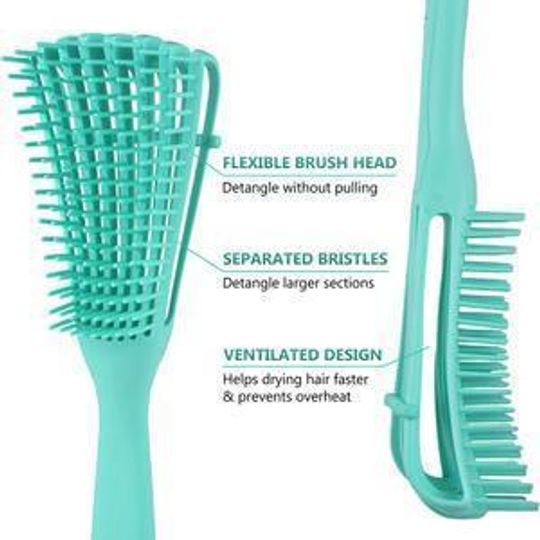 FLEXIBLE BRUSH HEAD
Detangle without pulling
SEPARATED BRISTLES
Detangle larger sections
VENTILATED DESIGN
Helps drying hair faster
& prevents overheat